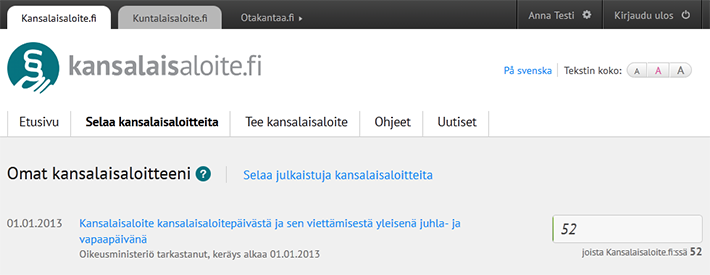 Kansalaisaloite.fi Kuntalaisaloite.fi Otakantaa.fi Anna Testi Kirjaudu ulos
§ kansalaisaloite.fi
På svenska Tekstin koko: A A A
Etusivu Selaa kansalaisaloitteita Tee kansalaisaloite Ohjeet Uutiset
Omat kansalaisaloitteeni ? Selaa julkaistuja kansalaisaloitteita
01.01.2013 Kansalaisaloite kansalaisaloitepäivästä ja sen viettämisestä yleisenä juhla- ja
vapaapäivänä
52
Oikeusministeriö tarkastanut, keräys alkaa 01.01.2013
joista Kansalaisaloite.fi:ssä 52